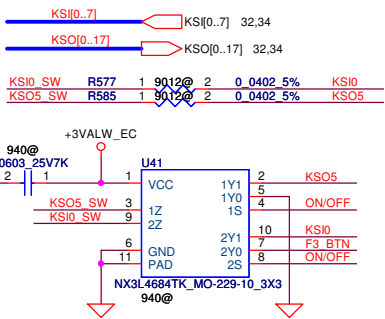 KSI[0..7] KSI[0..7] 32,34
KSO[0..17] KSO[0..17] 32,34
KSI0_SW R577 1 9012@ 2 0_0402_5% KSI0
KSO5_SW R585 1 9012@ 2 0_0402_5% KSO5
+3VALW_EC
940@
0603_25V7K
2 1
U41
1 VCC 1Y1 2 KSO5
1Y0 5
KSO5_SW 3 1Z 1S 4 ON/OFF
KSI0_SW 9 2Z
2Y1 10 KSI0
6 GND 2Y0 7 F3_BTN
11 PAD 2S 8 ON/OFF
NX3L4684TK_MO-229-10_3X3
940@